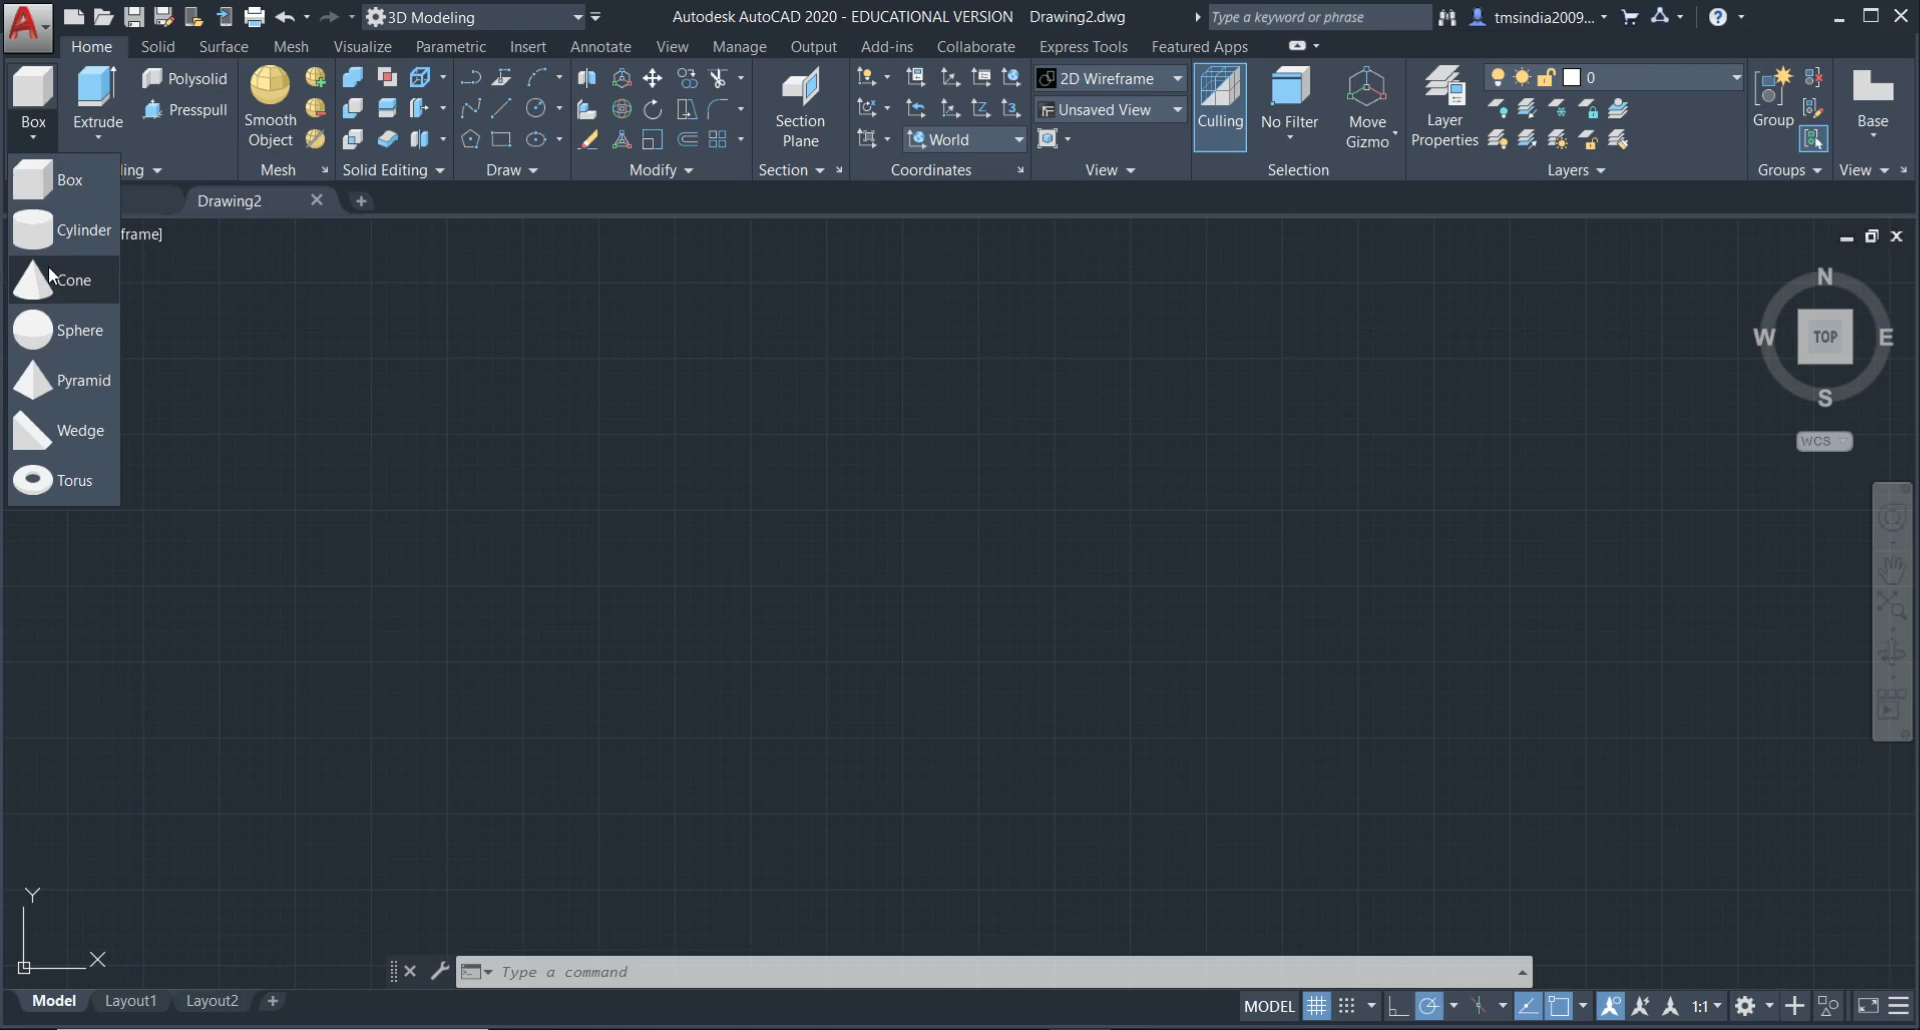 3D Modeling Autodesk AutoCAD 2020 - EDUCATIONAL VERSION Drawing2.dwg Type a keyword or phrase tmsindia2009...
Home Solid Surface Mesh Visualize Parametric Insert Annotate View Manage Output Add-ins Collaborate Express Tools Featured Apps
Polysolid 2D Wireframe 0
Presspull Unsaved View
Box Extrude Smooth Object Section Plane Culling No Filter Move Gizmo Layer Properties Group Base
World
ling Mesh Solid Editing Draw Modify Section Coordinates View Selection Layers Groups View
Box
Drawing2
Cylinder
frame]
Cone
Sphere
Pyramid
Wedge
Torus
N
W TOP E
S
WCS
Y
X
Type a command
Model Layout1 Layout2 MODEL 1:1